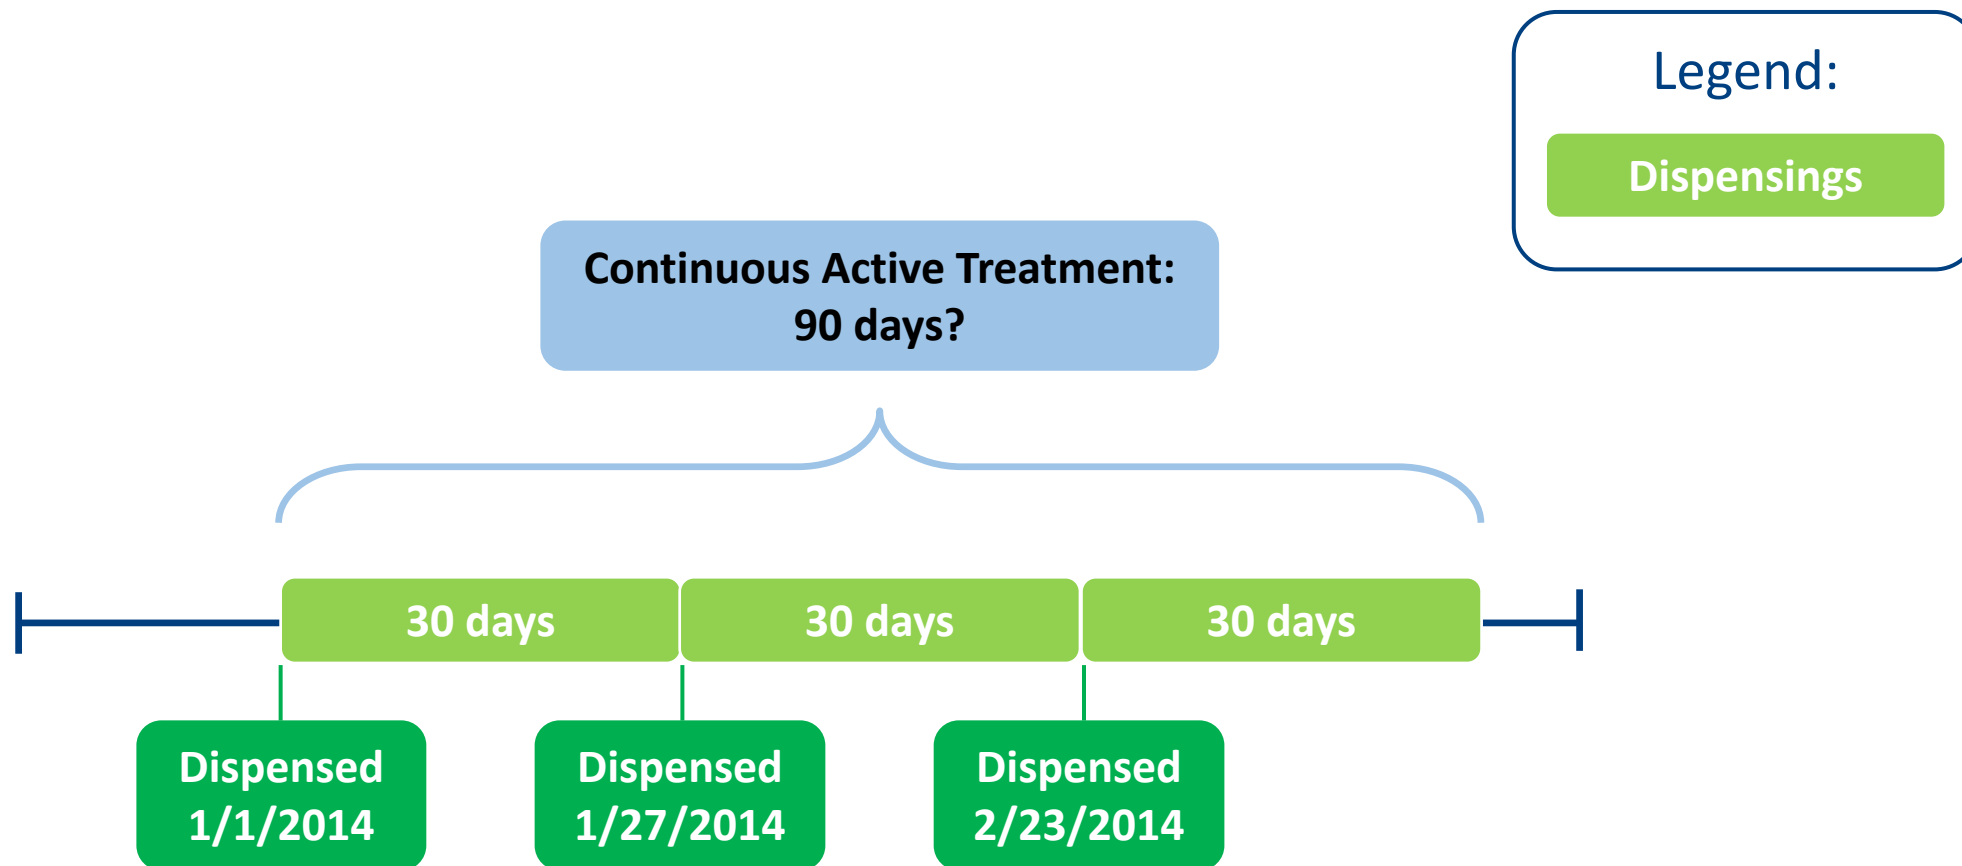 Legend:
Dispensings
Continuous Active Treatment:
90 days?
30 days
30 days
30 days
Dispensed
1/1/2014
Dispensed
1/27/2014
Dispensed
2/23/2014